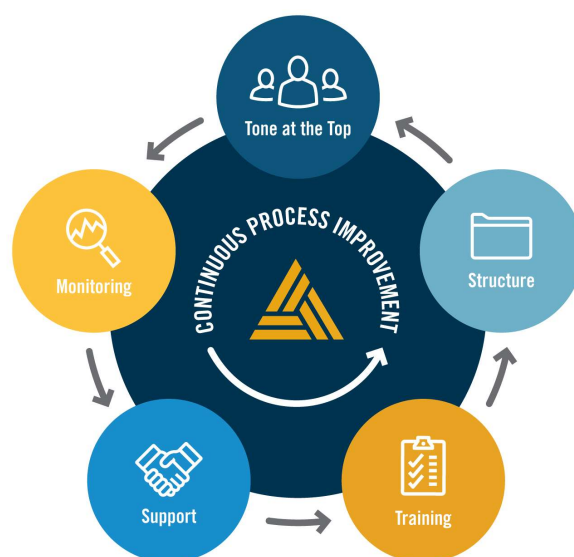 Tone at the Top
CONTINUOUS PROCESS IMPROVEMENT
Monitoring
Structure
Support
Training